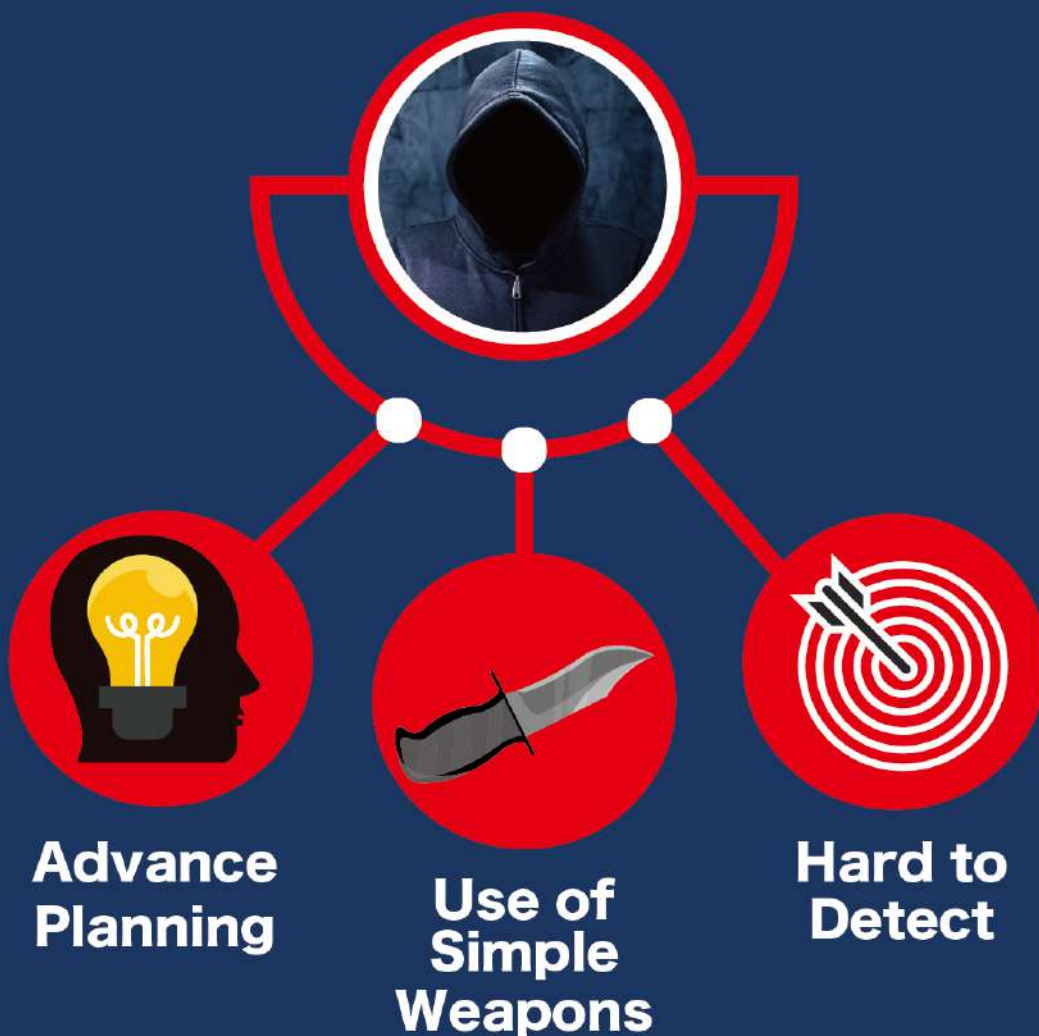 Advance
Planning
Use of
Simple
Weapons
Hard to
Detect